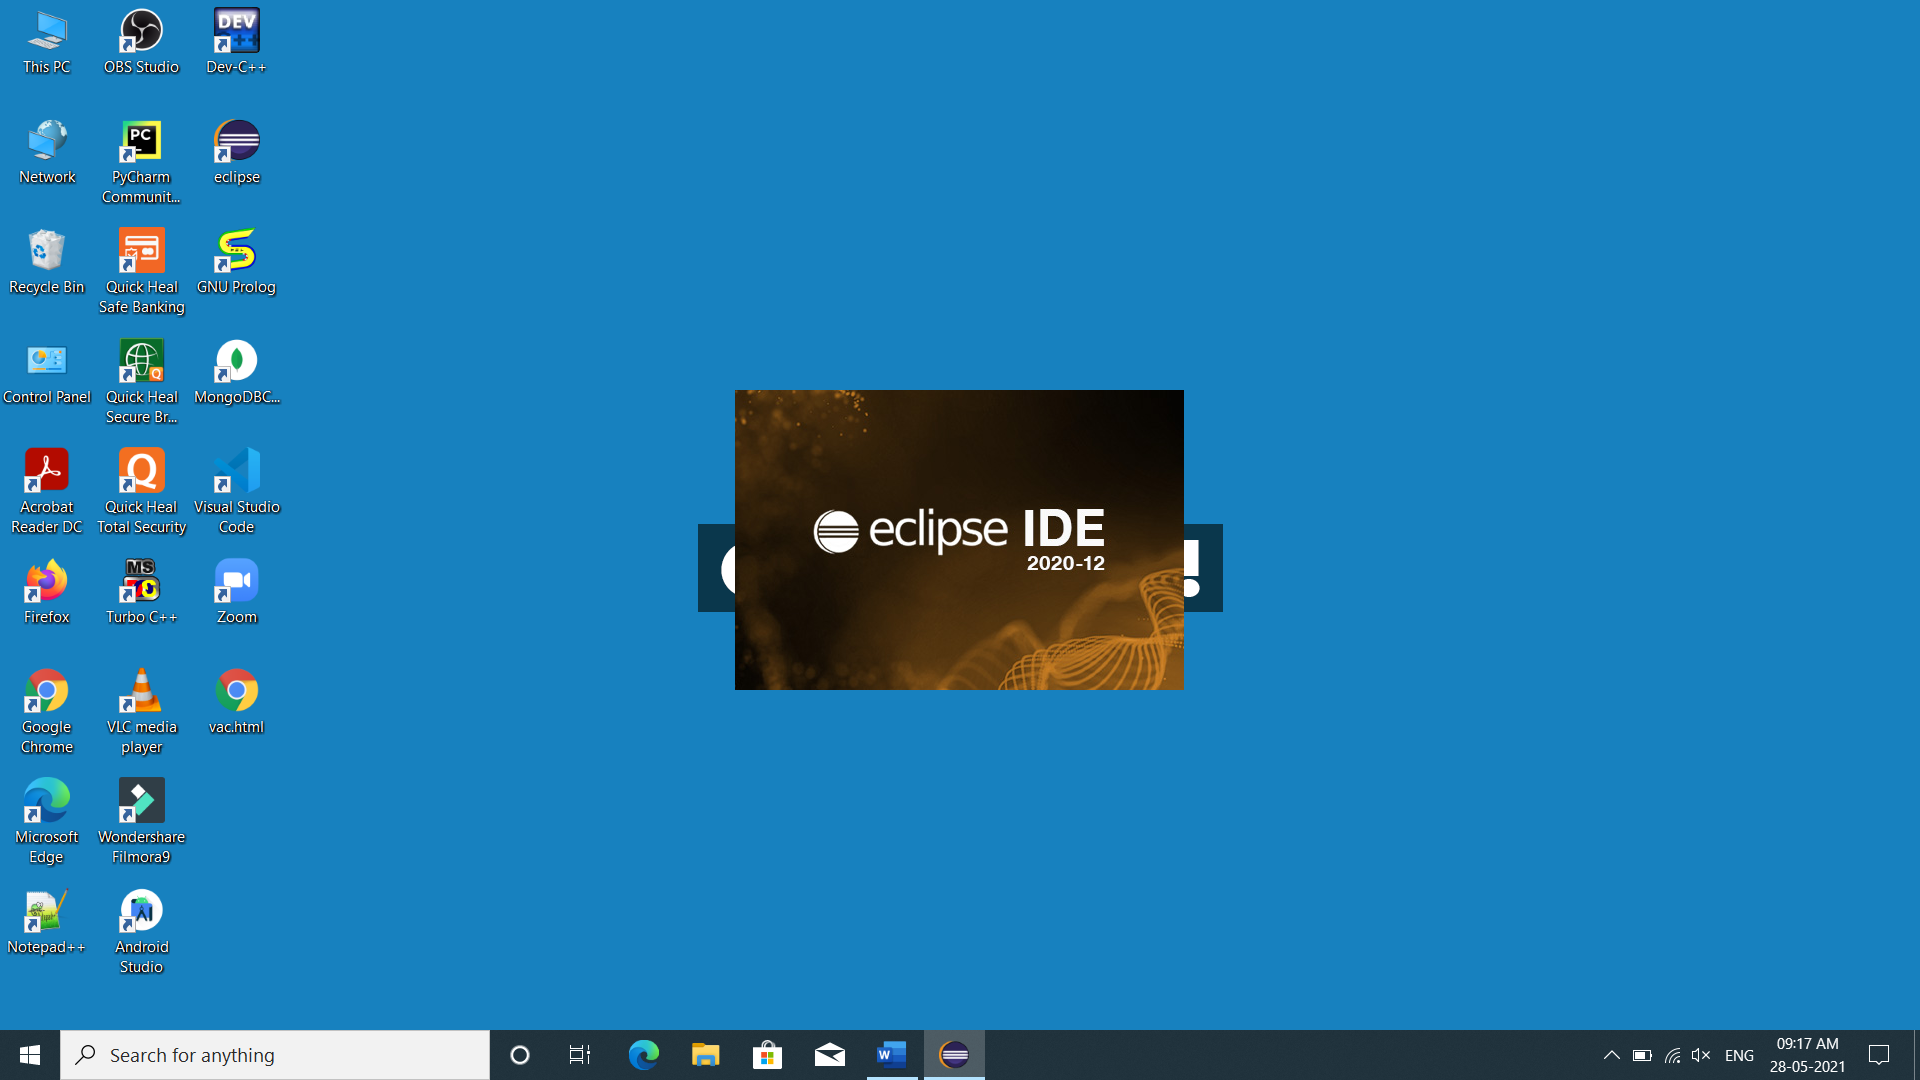 This PC
OBS Studio
Dev-C++
Network
PyCharm
Communit...
eclipse
Recycle Bin
Quick Heal
Safe Banking
GNU Prolog
Control Panel
Quick Heal
Secure Br...
MongoDBC...
Acrobat
Reader DC
Quick Heal
Total Security
Visual Studio
Code
Firefox
Turbo C++
Zoom
Google
Chrome
VLC media
player
vac.html
Microsoft
Edge
Wondershare
Filmora9
Notepad++
Android
Studio
eclipse IDE
2020-12
!
Search for anything
ENG
09:17 AM
28-05-2021